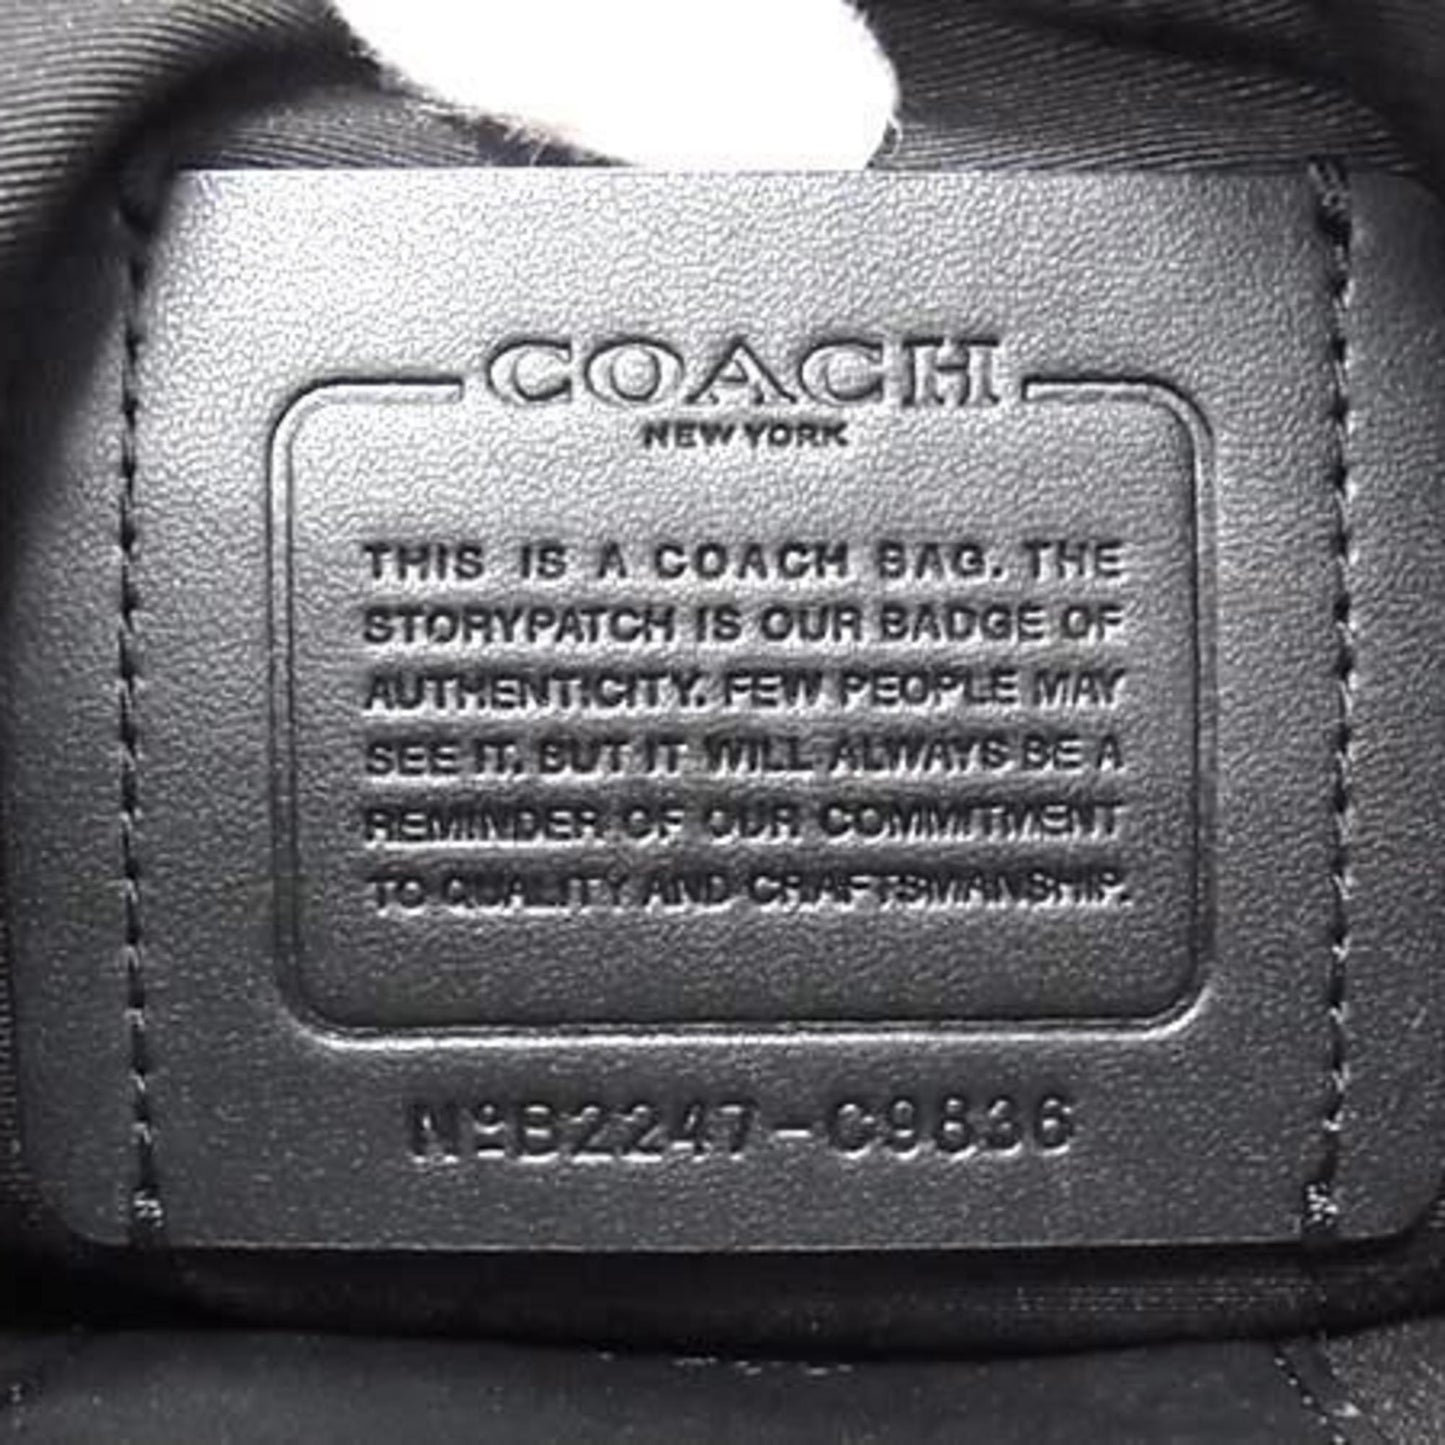 COACH
NEW YORK
THIS IS A COACH BAG. THE
STORYPATCH IS OUR BADGE OF
AUTHENTICITY. FEW PEOPLE MAY
SEE IT. BUT IT WILL ALWAYS BE A
REMINDER OF OUR COMMITMENT
TO QUALITY AND CRAFTSMANSHIP.
NºB2247-C9636